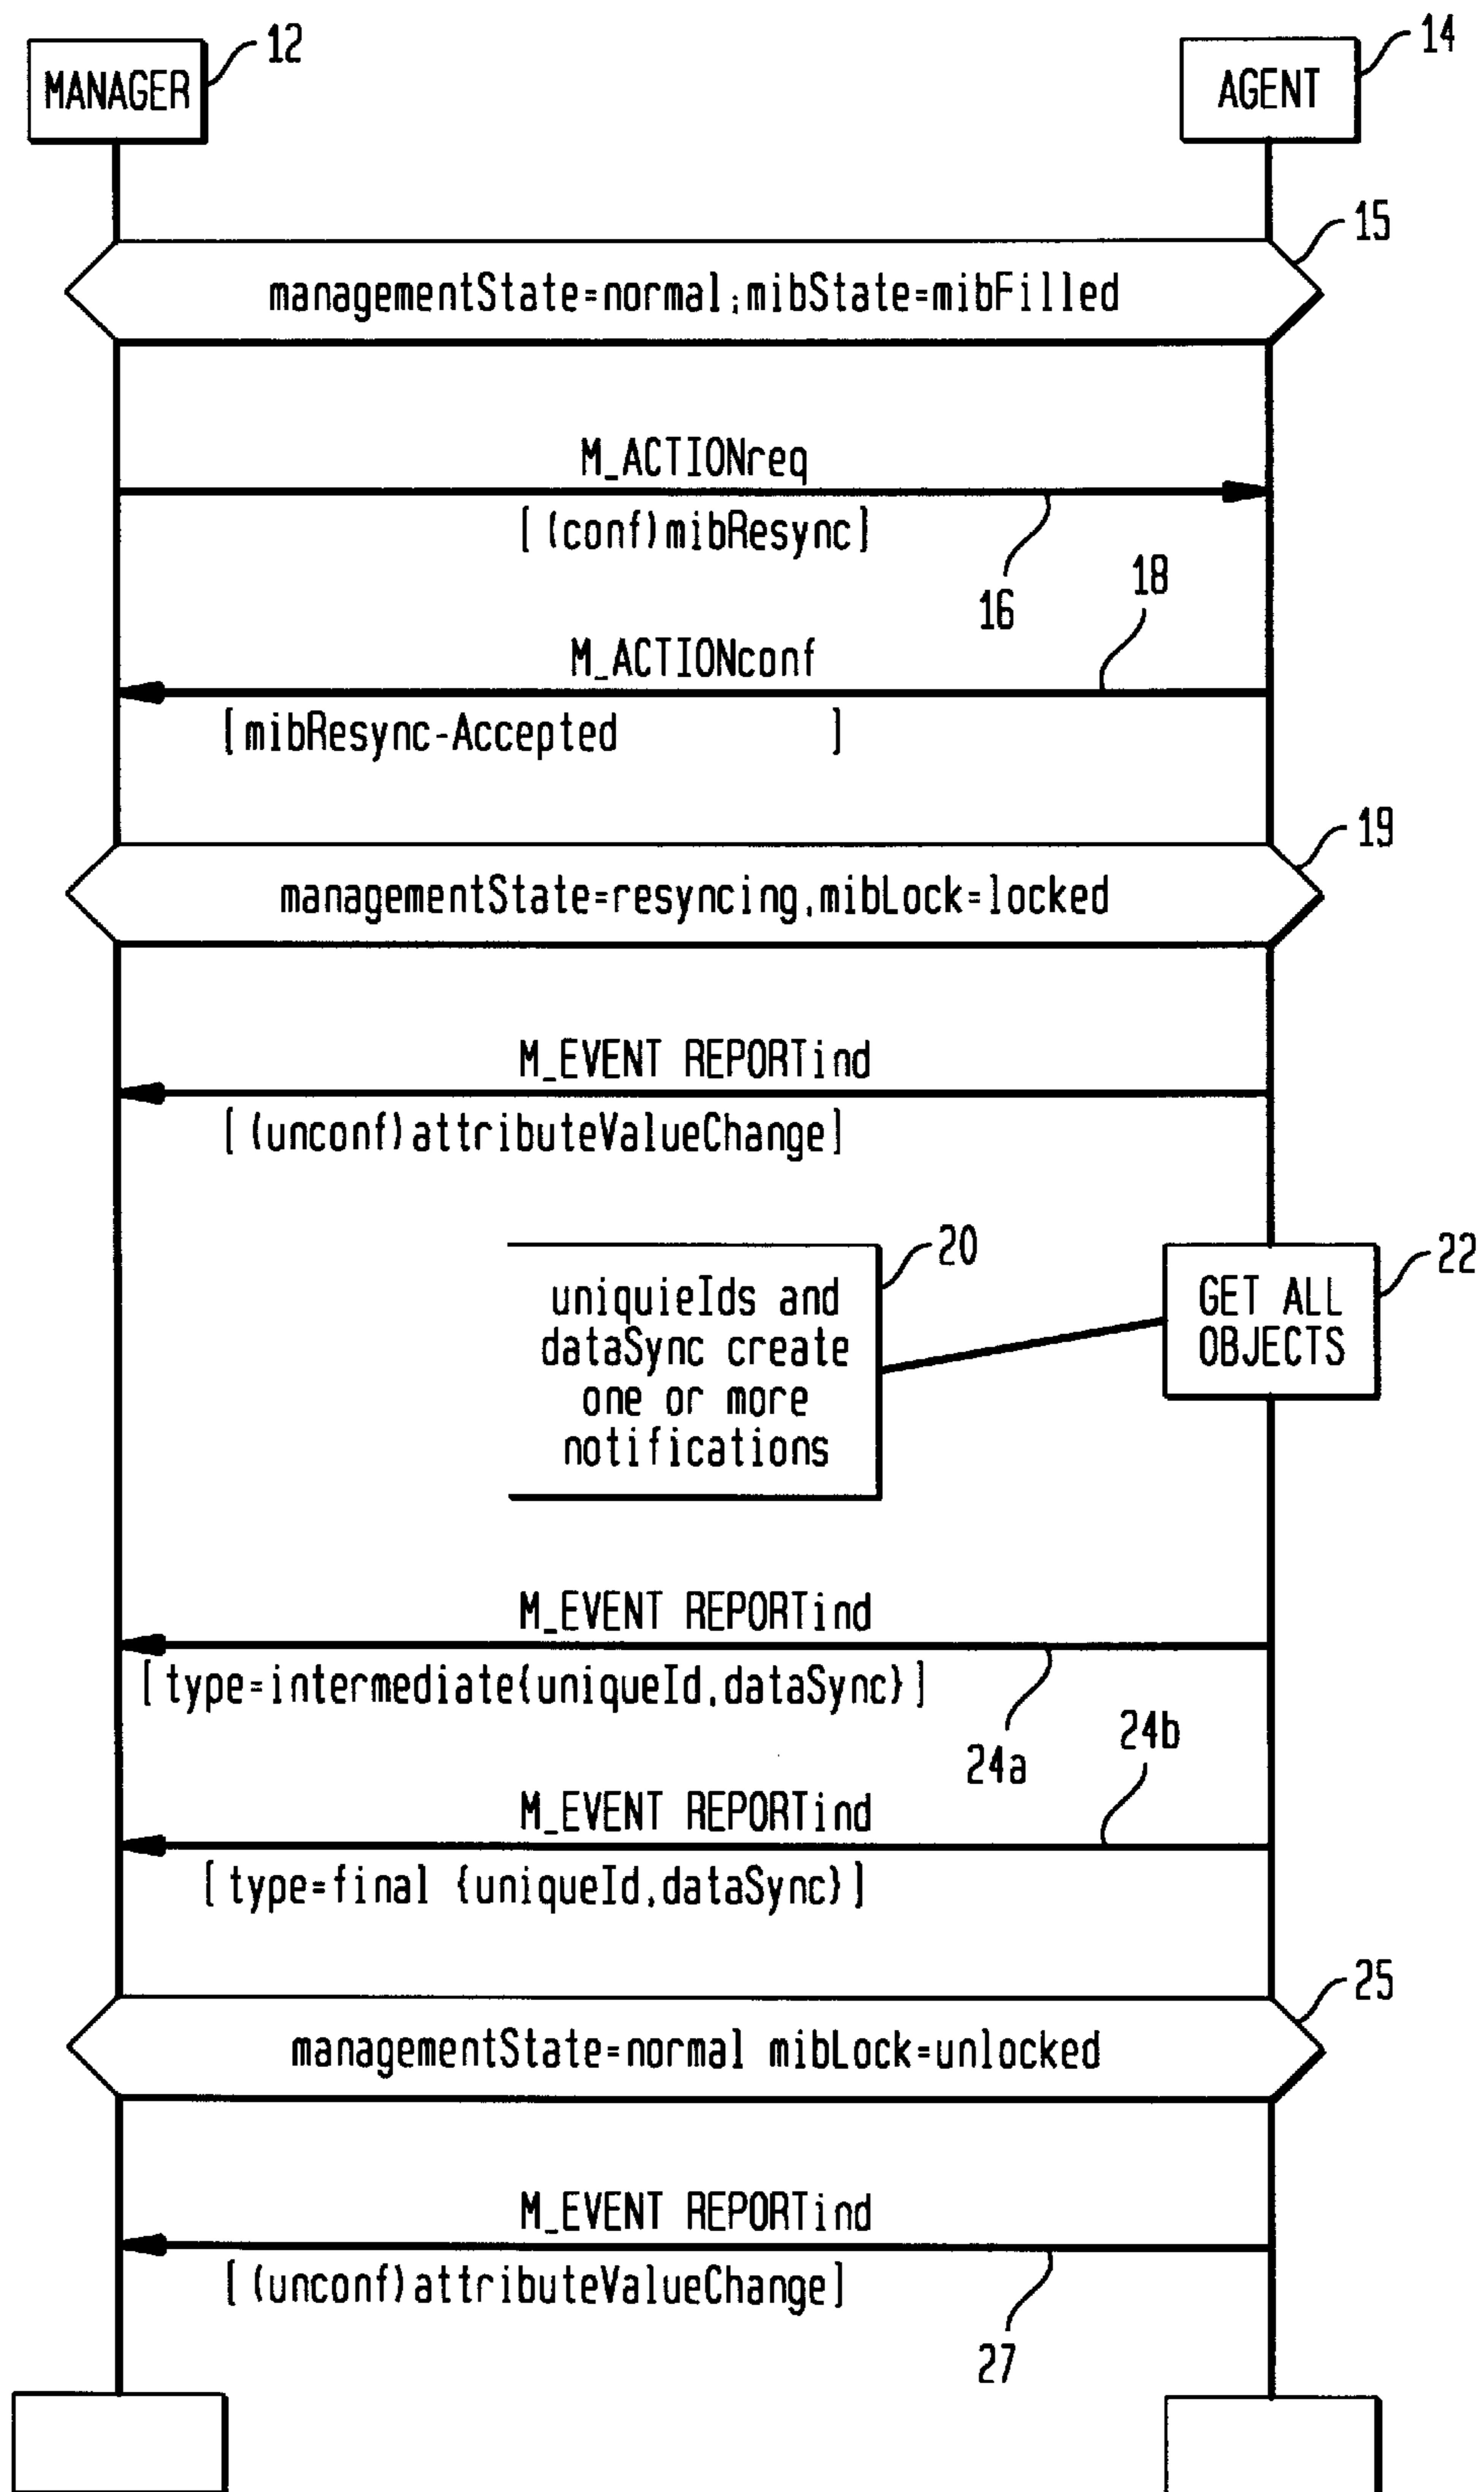 12
14
MANAGER
AGENT
15
managementState=normal;mibState=mibFilled
M_ACTIONreq
[(conf)mibResync]
16
18
M_ACTIONconf
[mibResync-Accepted ]
19
managementState=resyncing,mibLock=locked
M_EVENT REPORTind
[(unconf)attributeValueChange]
20
22
uniquieIds and
dataSync create
one or more
notifications
GET ALL
OBJECTS
M_EVENT REPORTind
[type=intermediate{uniqueId,dataSync}]
24a
24b
M_EVENT REPORTind
[type=final {uniqueId,dataSync}]
25
managementState=normal mibLock=unlocked
M_EVENT REPORTind
[(unconf)attributeValueChange]
27